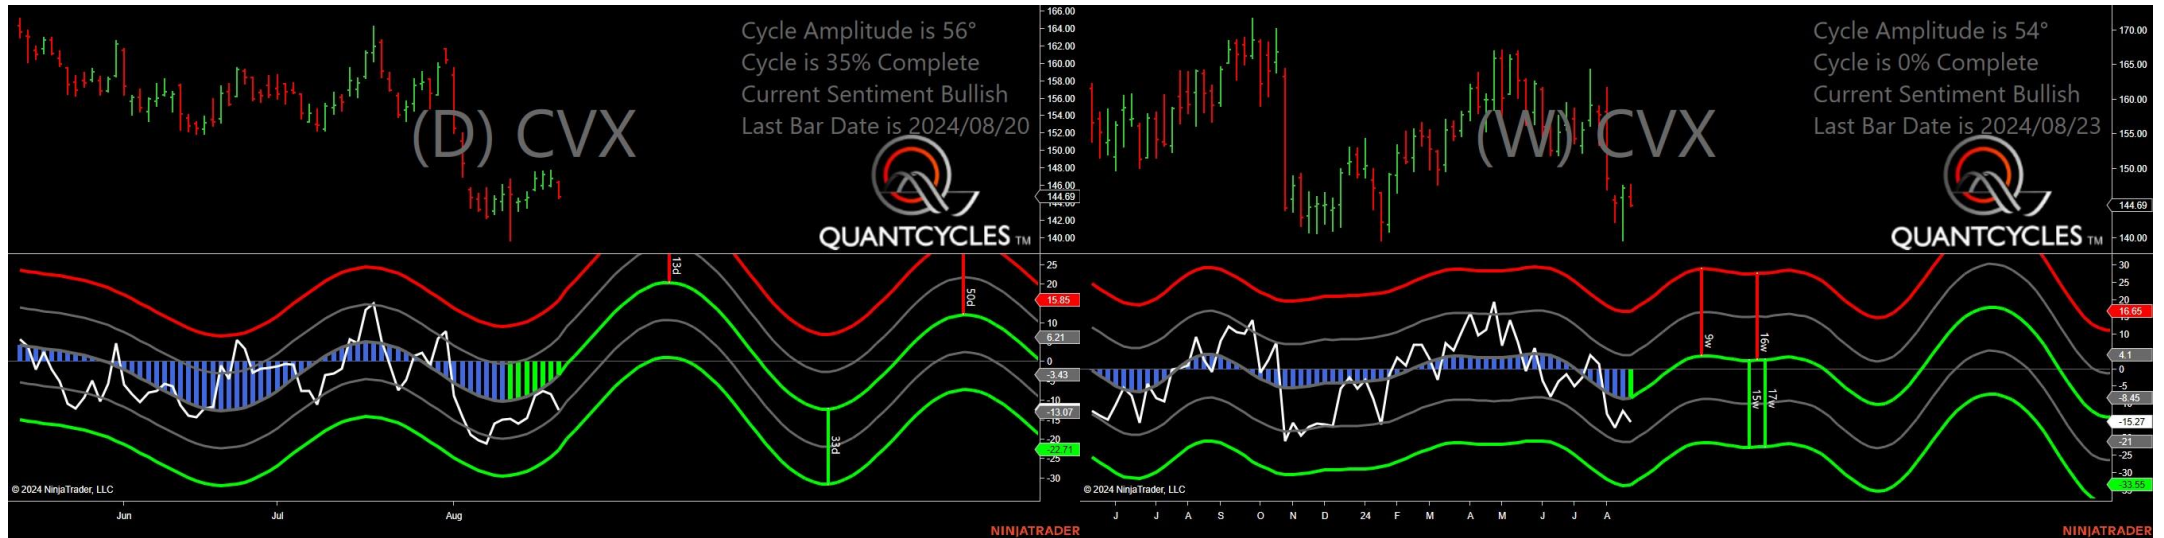 Cycle Amplitude is 56°
Cycle is 35% Complete
Current Sentiment Bullish
Last Bar Date is 2024/08/20
(D) CVX
QUANTCYCLES TM
166.00
164.00
162.00
160.00
158.00
156.00
154.00
152.00
150.00
148.00
146.00
144.69
142.00
140.00
13d
50d
33d
25
20
15.85
10
6.21
0
-3.43
-10
-13.07
-20
-22.71
-25
-30
© 2024 NinjaTrader, LLC
Jun Jul Aug
NINJATRADER
Cycle Amplitude is 54°
Cycle is 0% Complete
Current Sentiment Bullish
Last Bar Date is 2024/08/23
(W) CVX
QUANTCYCLES TM
170.00
165.00
160.00
155.00
150.00
144.69
140.00
9w
16w
15w
17w
30
25
20
16.65
10
4.1
0
-5
-8.45
-15.27
-21
-25
-30
-33.55
© 2024 NinjaTrader, LLC
J J A S O N D 24 F M A M J J A
NINJATRADER